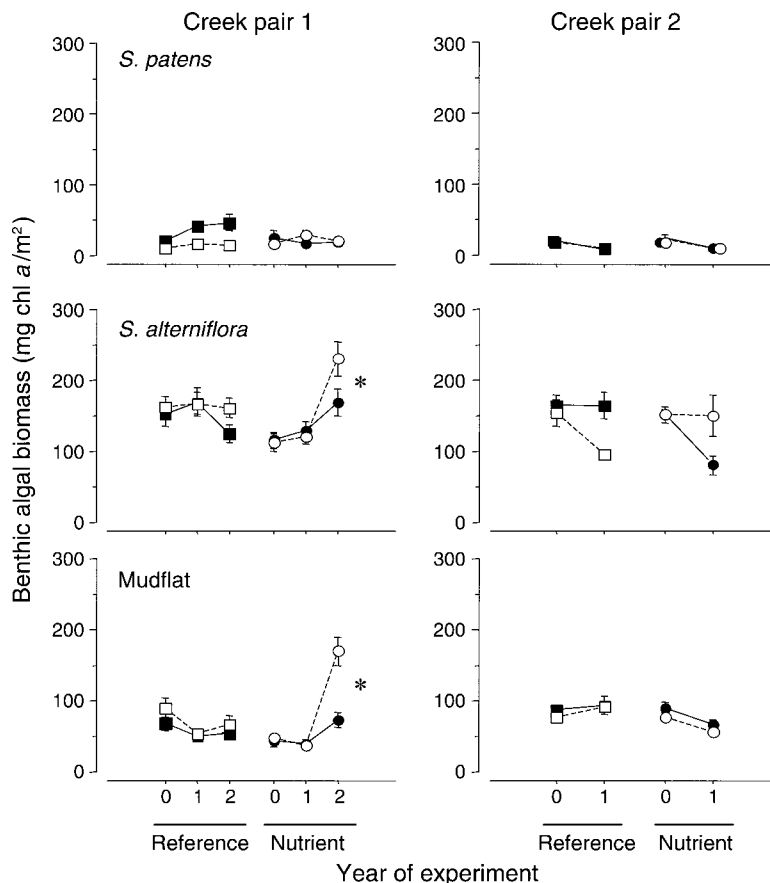 Creek pair 1
Creek pair 2
Benthic algal biomass (mg chl a/m²)
S. patens
300
200
100
0
300
200
100
0
S. alterniflora
300
200
100
0
*
300
200
100
0
Mudflat
300
200
100
0
*
300
200
100
0
0 1 2 0 1 2
0 1 0 1
Reference Nutrient
Reference Nutrient
Year of experiment